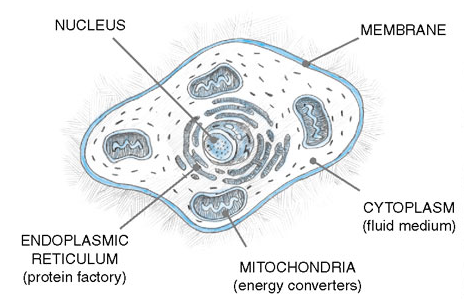 NUCLEUS
MEMBRANE
CYTOPLASM
(fluid medium)
ENDOPLASMIC
RETICULUM
(protein factory)
MITOCHONDRIA
(energy converters)